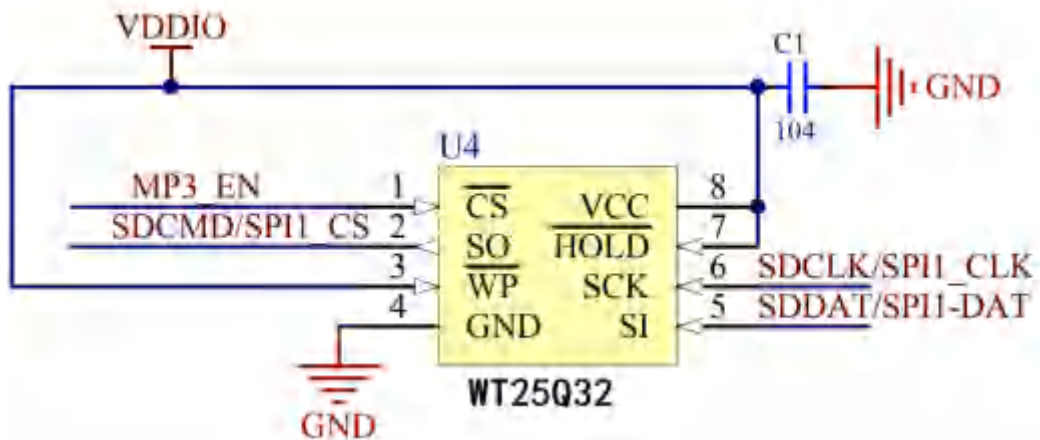 VDDIO
C1
GND
104
U4
MP3_EN 1 CS VCC 8
SDCMD/SPI1_CS 2 SO HOLD 7
3 WP SCK 6 SDCLK/SPI1_CLK
4 GND SI 5 SDDAT/SPI1-DAT
WT25Q32
GND